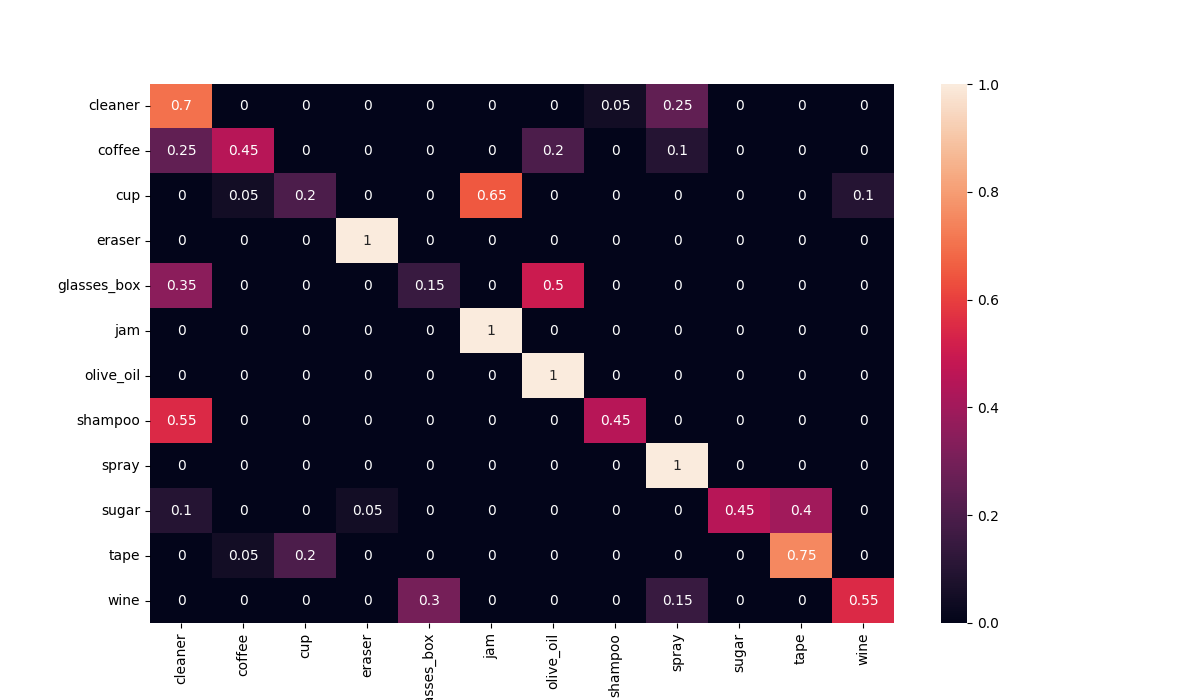 cleaner 0.7 0 0 0 0 0 0 0.05 0.25 0 0 0
coffee 0.25 0.45 0 0 0 0 0.2 0 0.1 0 0 0
cup 0 0.05 0.2 0 0 0.65 0 0 0 0 0 0.1
eraser 0 0 0 1 0 0 0 0 0 0 0 0
glasses_box 0.35 0 0 0 0.15 0 0.5 0 0 0 0 0
jam 0 0 0 0 0 1 0 0 0 0 0 0
olive_oil 0 0 0 0 0 0 1 0 0 0 0 0
shampoo 0.55 0 0 0 0 0 0 0.45 0 0 0 0
spray 0 0 0 0 0 0 0 0 1 0 0 0
sugar 0.1 0 0 0.05 0 0 0 0 0 0.45 0.4 0
tape 0 0.05 0.2 0 0 0 0 0 0 0 0.75 0
wine 0 0 0 0 0.3 0 0 0 0.15 0 0 0.55
cleaner coffee cup eraser asses_box jam olive_oil shampoo spray sugar tape wine
1.0
0.8
0.6
0.4
0.2
0.0